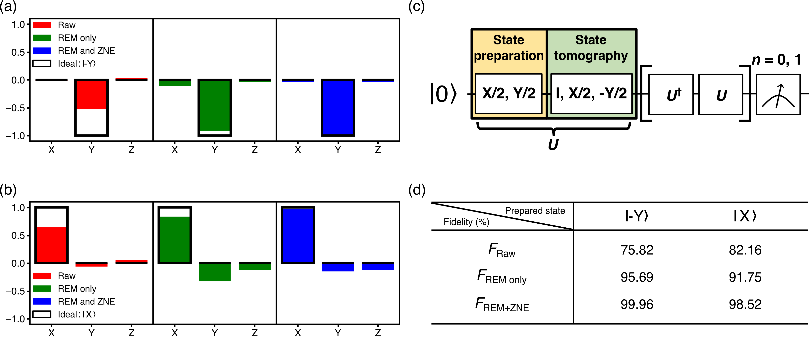 (a)
1.0
0.5
0.0
−0.5
−1.0
Raw
REM only
REM and ZNE
Ideal: |-Y⟩
X Y Z X Y Z X Y Z
(b)
1.0
0.5
0.0
−0.5
−1.0
Raw
REM only
REM and ZNE
Ideal: |X⟩
X Y Z X Y Z X Y Z
(c)
State preparation
State tomography
n = 0, 1
|0⟩
X/2, Y/2
I, X/2, -Y/2
U†
U
U
(d)
Prepared state
Fidelity (%)
|-Y⟩ |X⟩
F Raw 75.82 82.16
F REM only 95.69 91.75
F REM+ZNE 99.96 98.52